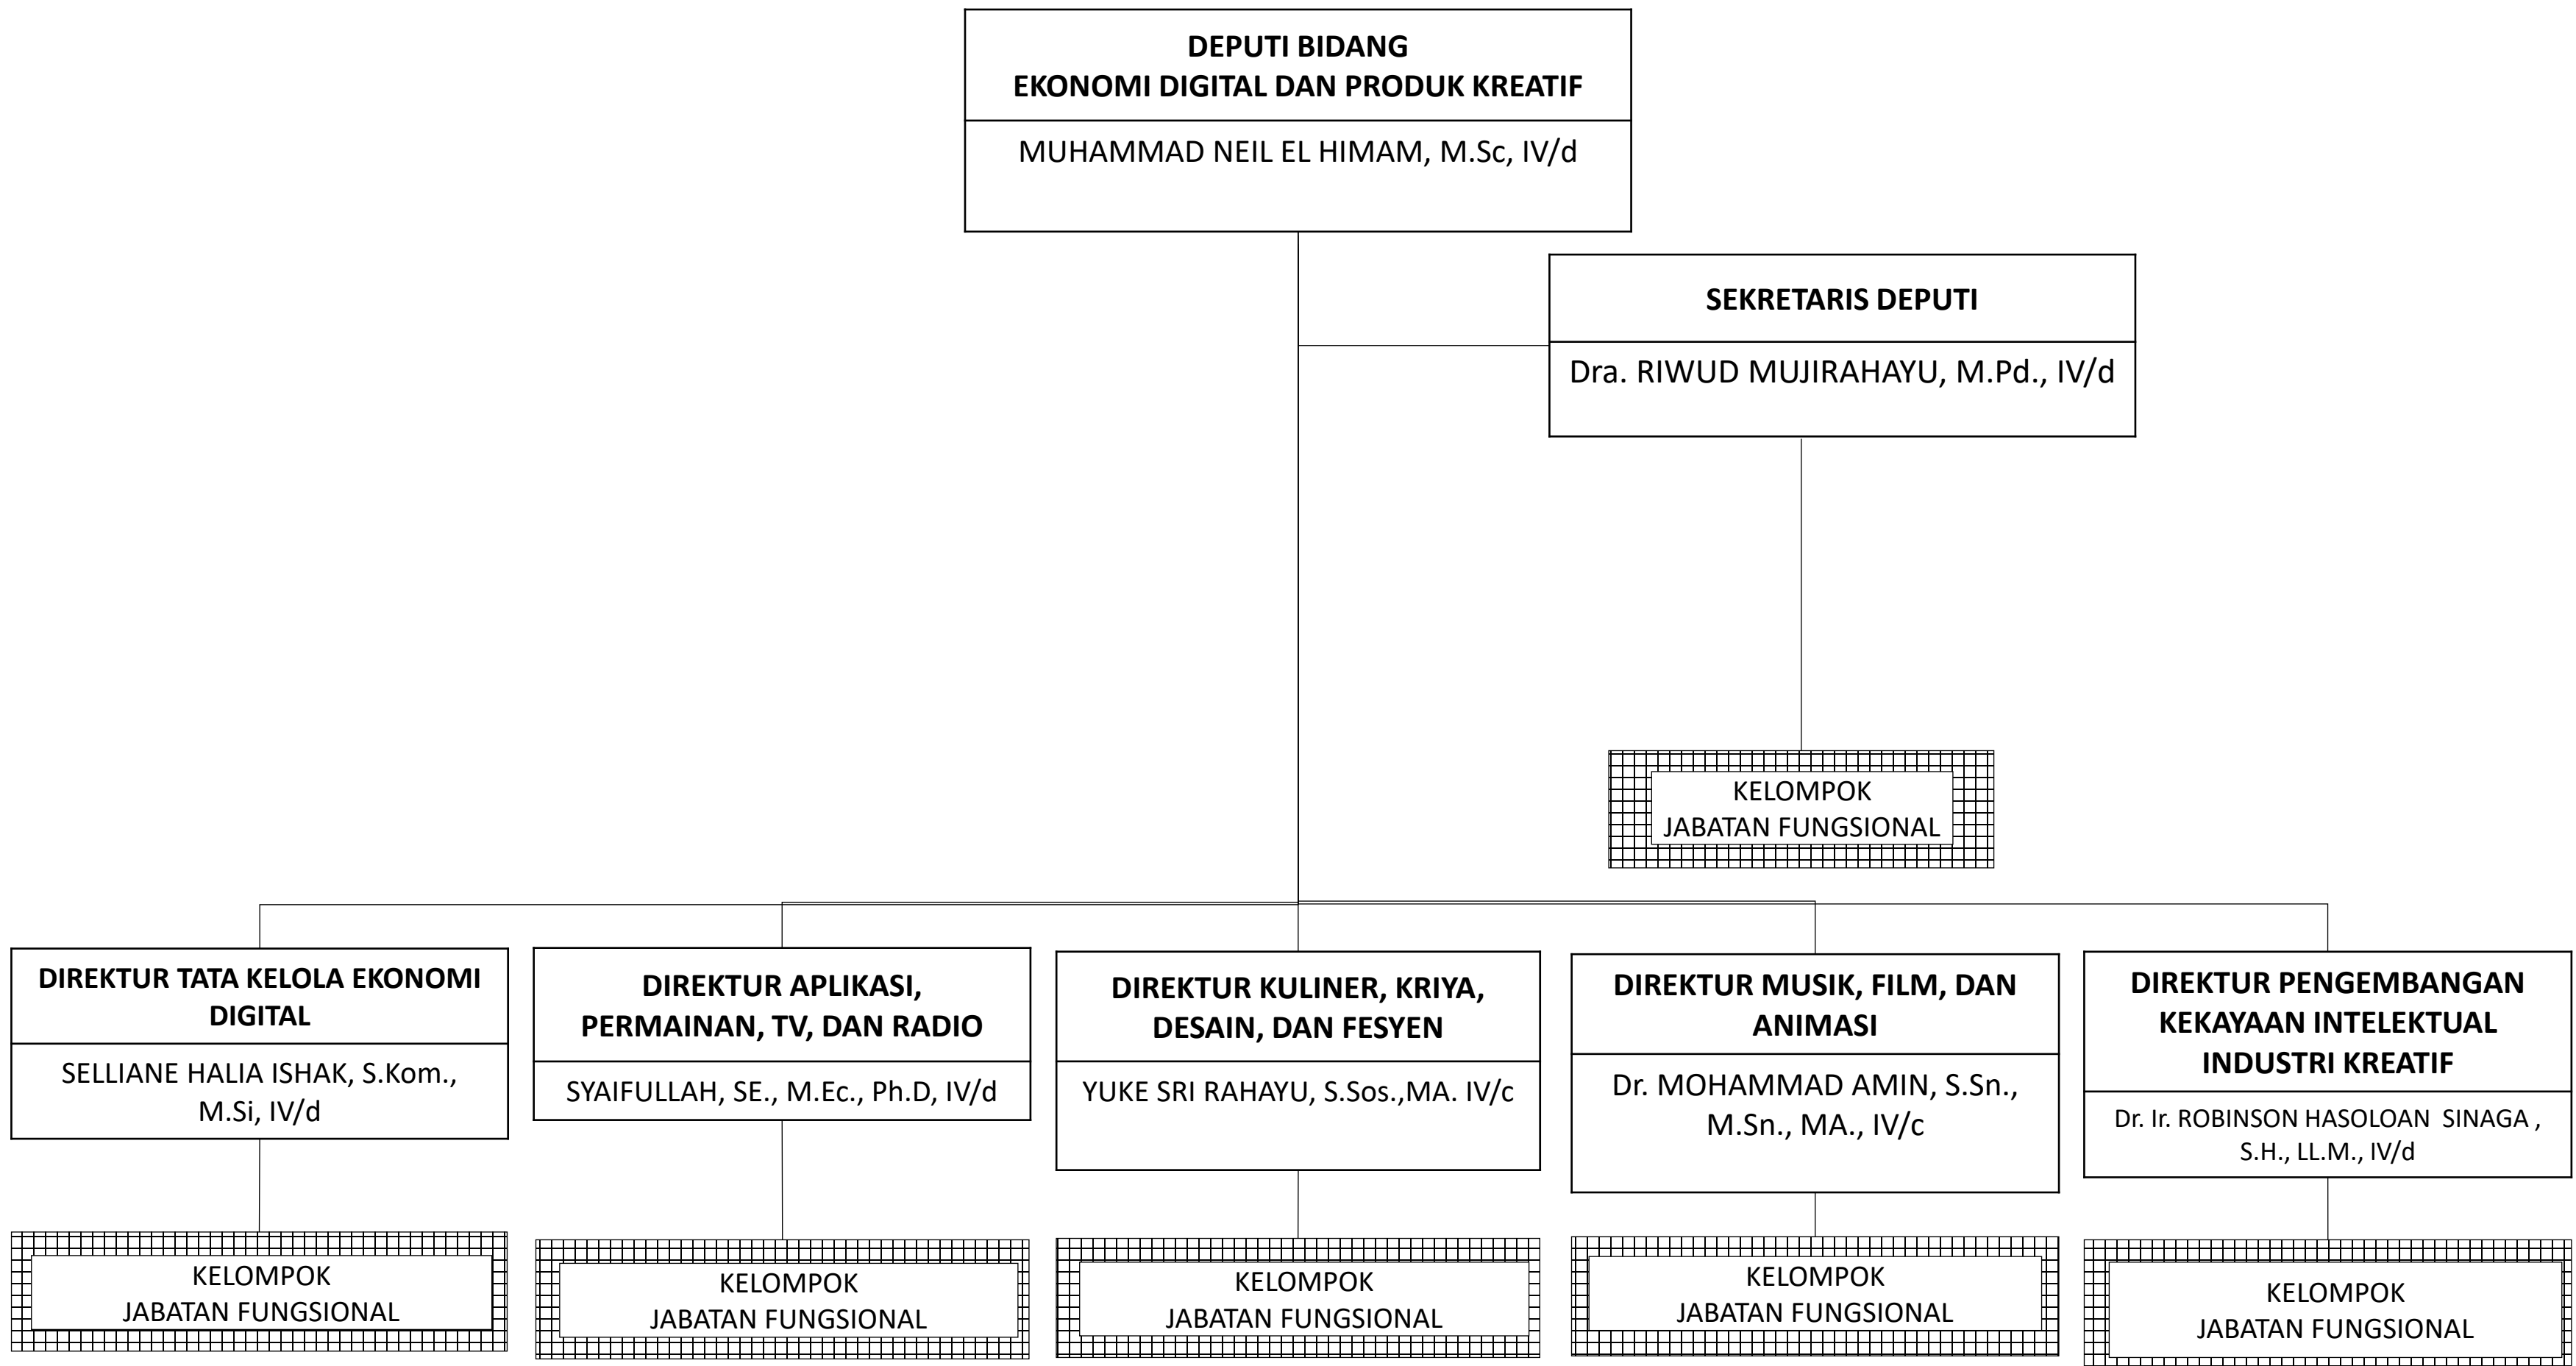 DEPUTI BIDANG
EKONOMI DIGITAL DAN PRODUK KREATIF
MUHAMMAD NEIL EL HIMAM, M.Sc, IV/d
SEKRETARIS DEPUTI
Dra. RIWUD MUJIRAHAYU, M.Pd., IV/d
KELOMPOK
JABATAN FUNGSIONAL
DIREKTUR TATA KELOLA EKONOMI
DIGITAL
SELLIANE HALIA ISHAK, S.Kom.,
M.Si, IV/d
KELOMPOK
JABATAN FUNGSIONAL
DIREKTUR APLIKASI,
PERMAINAN, TV, DAN RADIO
SYAIFULLAH, SE., M.Ec., Ph.D, IV/d
KELOMPOK
JABATAN FUNGSIONAL
DIREKTUR KULINER, KRIYA,
DESAIN, DAN FESYEN
YUKE SRI RAHAYU, S.Sos.,MA. IV/c
KELOMPOK
JABATAN FUNGSIONAL
DIREKTUR MUSIK, FILM, DAN
ANIMASI
Dr. MOHAMMAD AMIN, S.Sn.,
M.Sn., MA., IV/c
KELOMPOK
JABATAN FUNGSIONAL
DIREKTUR PENGEMBANGAN
KEKAYAAN INTELEKTUAL
INDUSTRI KREATIF
Dr. Ir. ROBINSON HASOLOAN  SINAGA ,
S.H., LL.M., IV/d
KELOMPOK
JABATAN FUNGSIONAL